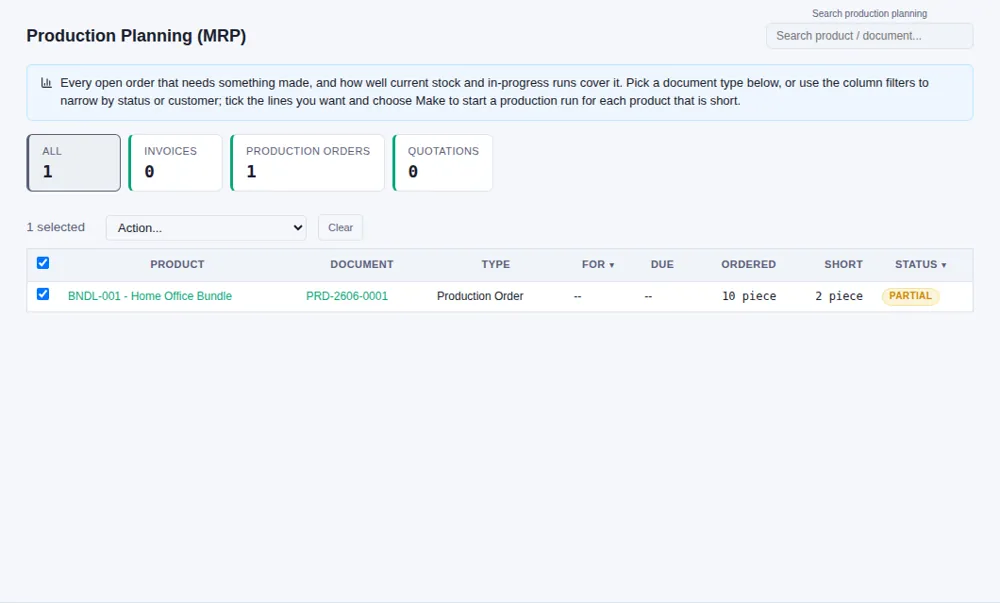 Search production planning
Production Planning (MRP)
Search product / document...
Every open order that needs something made, and how well current stock and in-progress runs cover it. Pick a document type below, or use the column filters to
narrow by status or customer; tick the lines you want and choose Make to start a production run for each product that is short.
ALL INVOICES PRODUCTION ORDERS QUOTATIONS
1 0 1 0
1 selected Action... Clear
PRODUCT DOCUMENT TYPE FOR ▾ DUE ORDERED SHORT STATUS ▾
BNDL-001 - Home Office Bundle PRD-2606-0001 Production Order -- -- 10 piece 2 piece PARTIAL